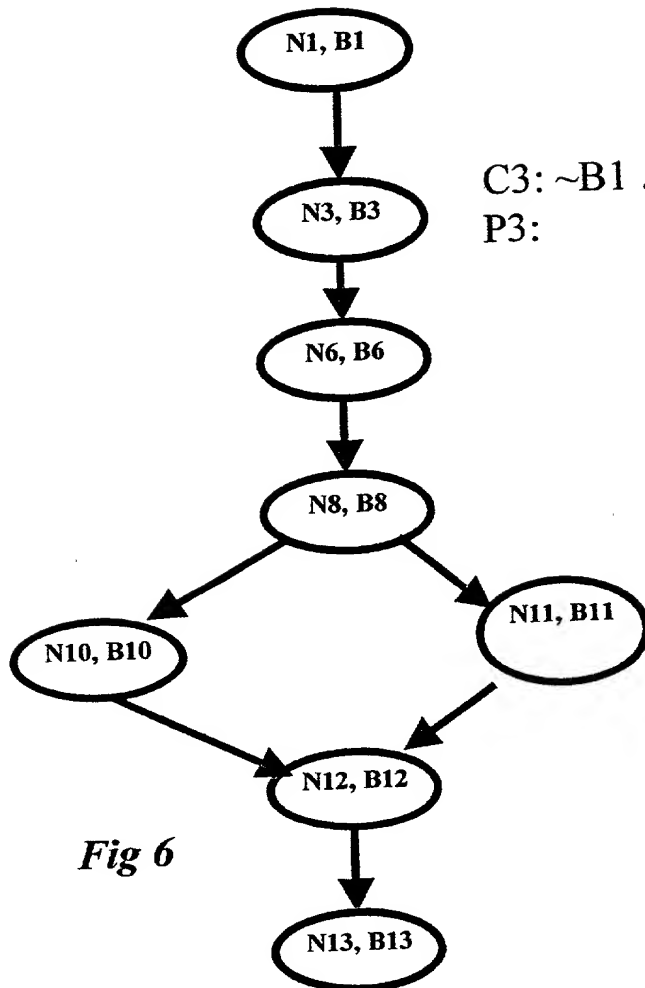 N1, B1
C3: ~B1 .
N3, B3
P3:
N6, B6
N8, B8
N11, B11
N10, B10
N12, B12
Fig 6
N13, B13